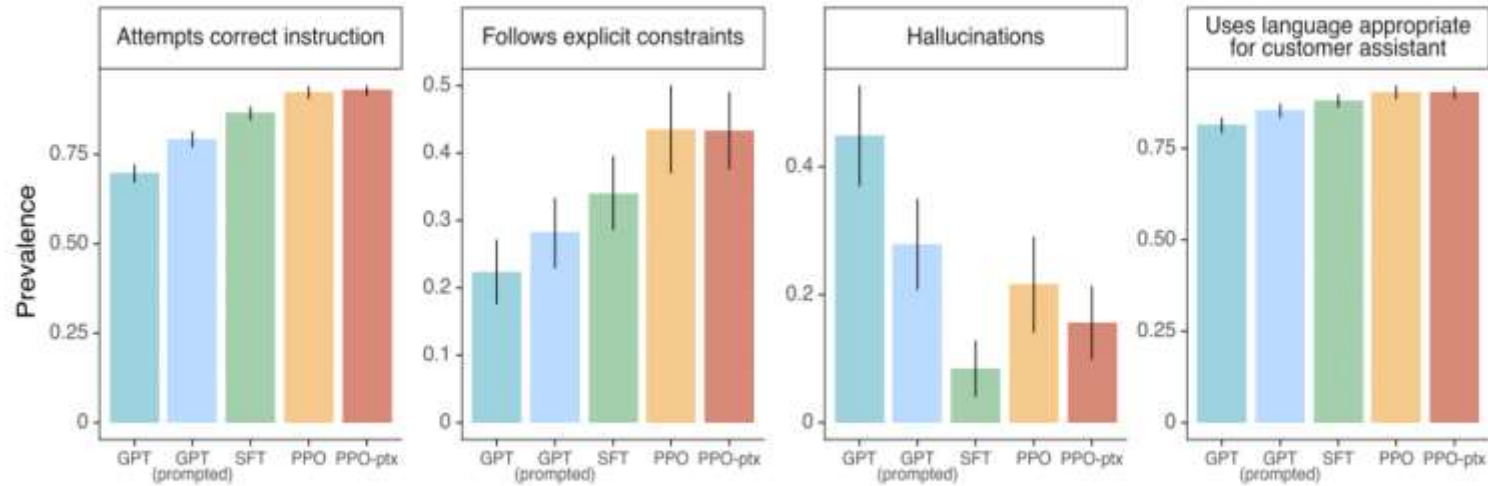 Attempts correct instruction
Follows explicit constraints
Hallucinations
Uses language appropriate
for customer assistant
Prevalence
0.75
0.50
0.25
0
GPT GPT SFT PPO PPO-ptx
(prompted)
0.5
0.4
0.3
0.2
0.1
0
GPT GPT SFT PPO PPO-ptx
(prompted)
0.4
0.2
0
GPT GPT SFT PPO PPO-ptx
(prompted)
0.75
0.50
0.25
0
GPT GPT SFT PPO PPO-ptx
(prompted)